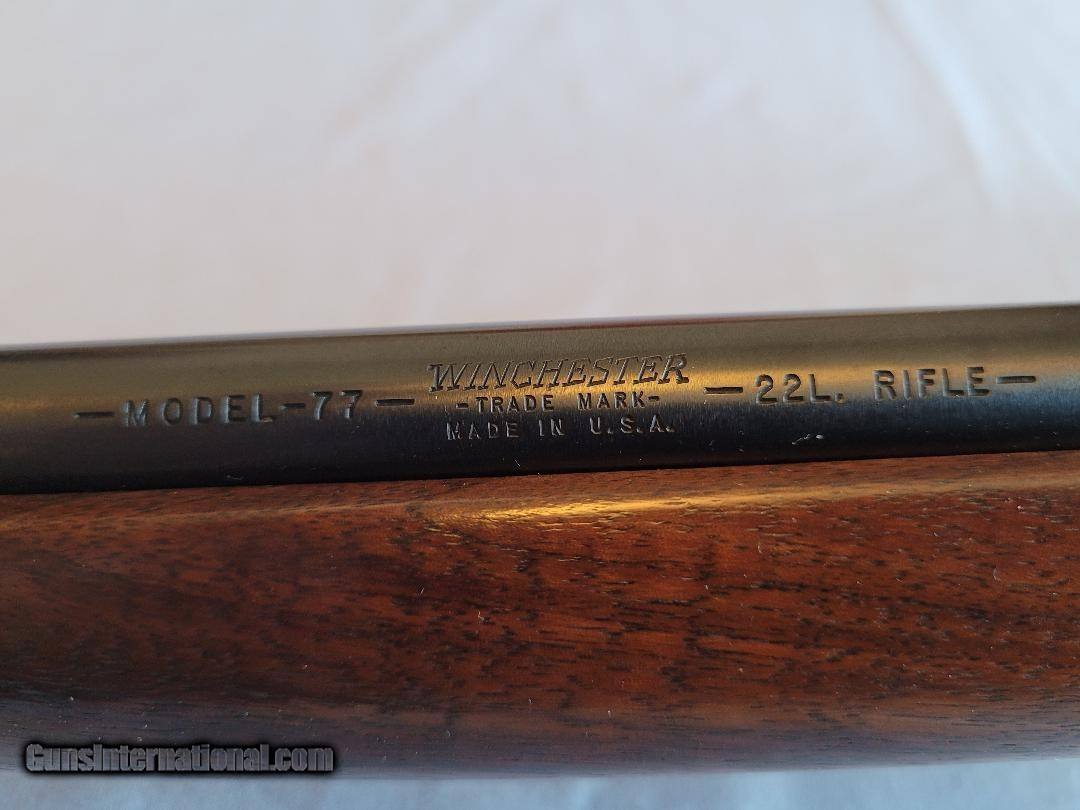 —MODEL-77— WINCHESTER —22L. RIFLE—
-TRADE MARK-
MADE IN U.S.A.
GunsInternational.com